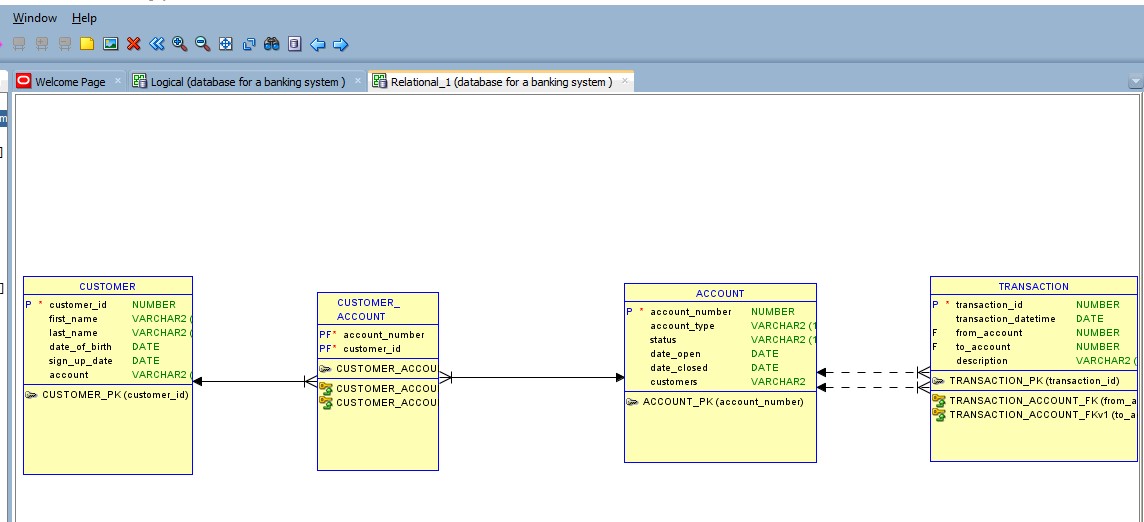 Window Help
Welcome Page × Logical (database for a banking system ) × Relational_1 (database for a banking system ) ×
CUSTOMER
P * customer_id NUMBER
first_name VARCHAR2 (
last_name VARCHAR2 (
date_of_birth DATE
sign_up_date DATE
account VARCHAR2 (
CUSTOMER_PK (customer_id)
CUSTOMER_
ACCOUNT
PF* account_number
PF* customer_id
CUSTOMER_ACCOU
CUSTOMER_ACCOU
CUSTOMER_ACCOU
ACCOUNT
P * account_number NUMBER
account_type VARCHAR2 (1
status VARCHAR2 (1
date_open DATE
date_closed DATE
customers VARCHAR2
ACCOUNT_PK (account_number)
TRANSACTION
P * transaction_id NUMBER
transaction_datetime DATE
F from_account NUMBER
F to_account NUMBER
description VARCHAR2 (
TRANSACTION_PK (transaction_id)
TRANSACTION_ACCOUNT_FK (from_a
TRANSACTION_ACCOUNT_FKv1 (to_a